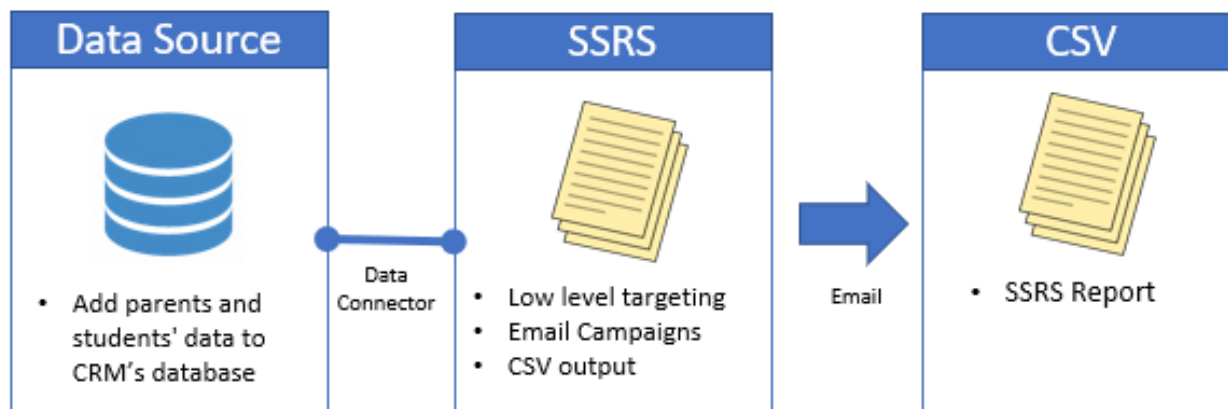 Data Source
• Add parents and
students' data to
CRM's database
Data
Connector
SSRS
• Low level targeting
• Email Campaigns
• CSV output
Email
CSV
• SSRS Report